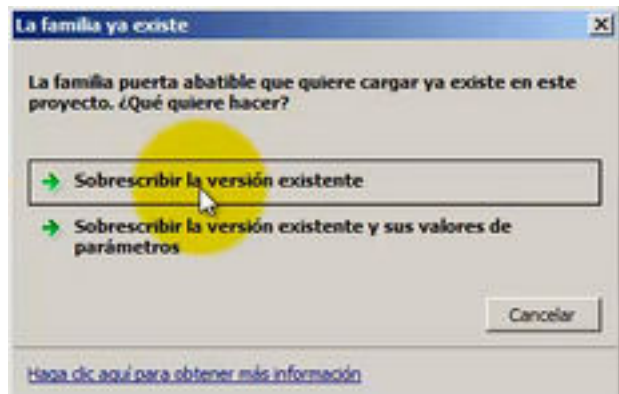 La familia ya existe
La familia puerta abatible que quiere cargar ya existe en este
proyecto. ¿Qué quiere hacer?
Sobrescribir la versión existente
Sobrescribir la versión existente y sus valores de
parámetros
Cancelar
Haga clic aquí para obtener más información